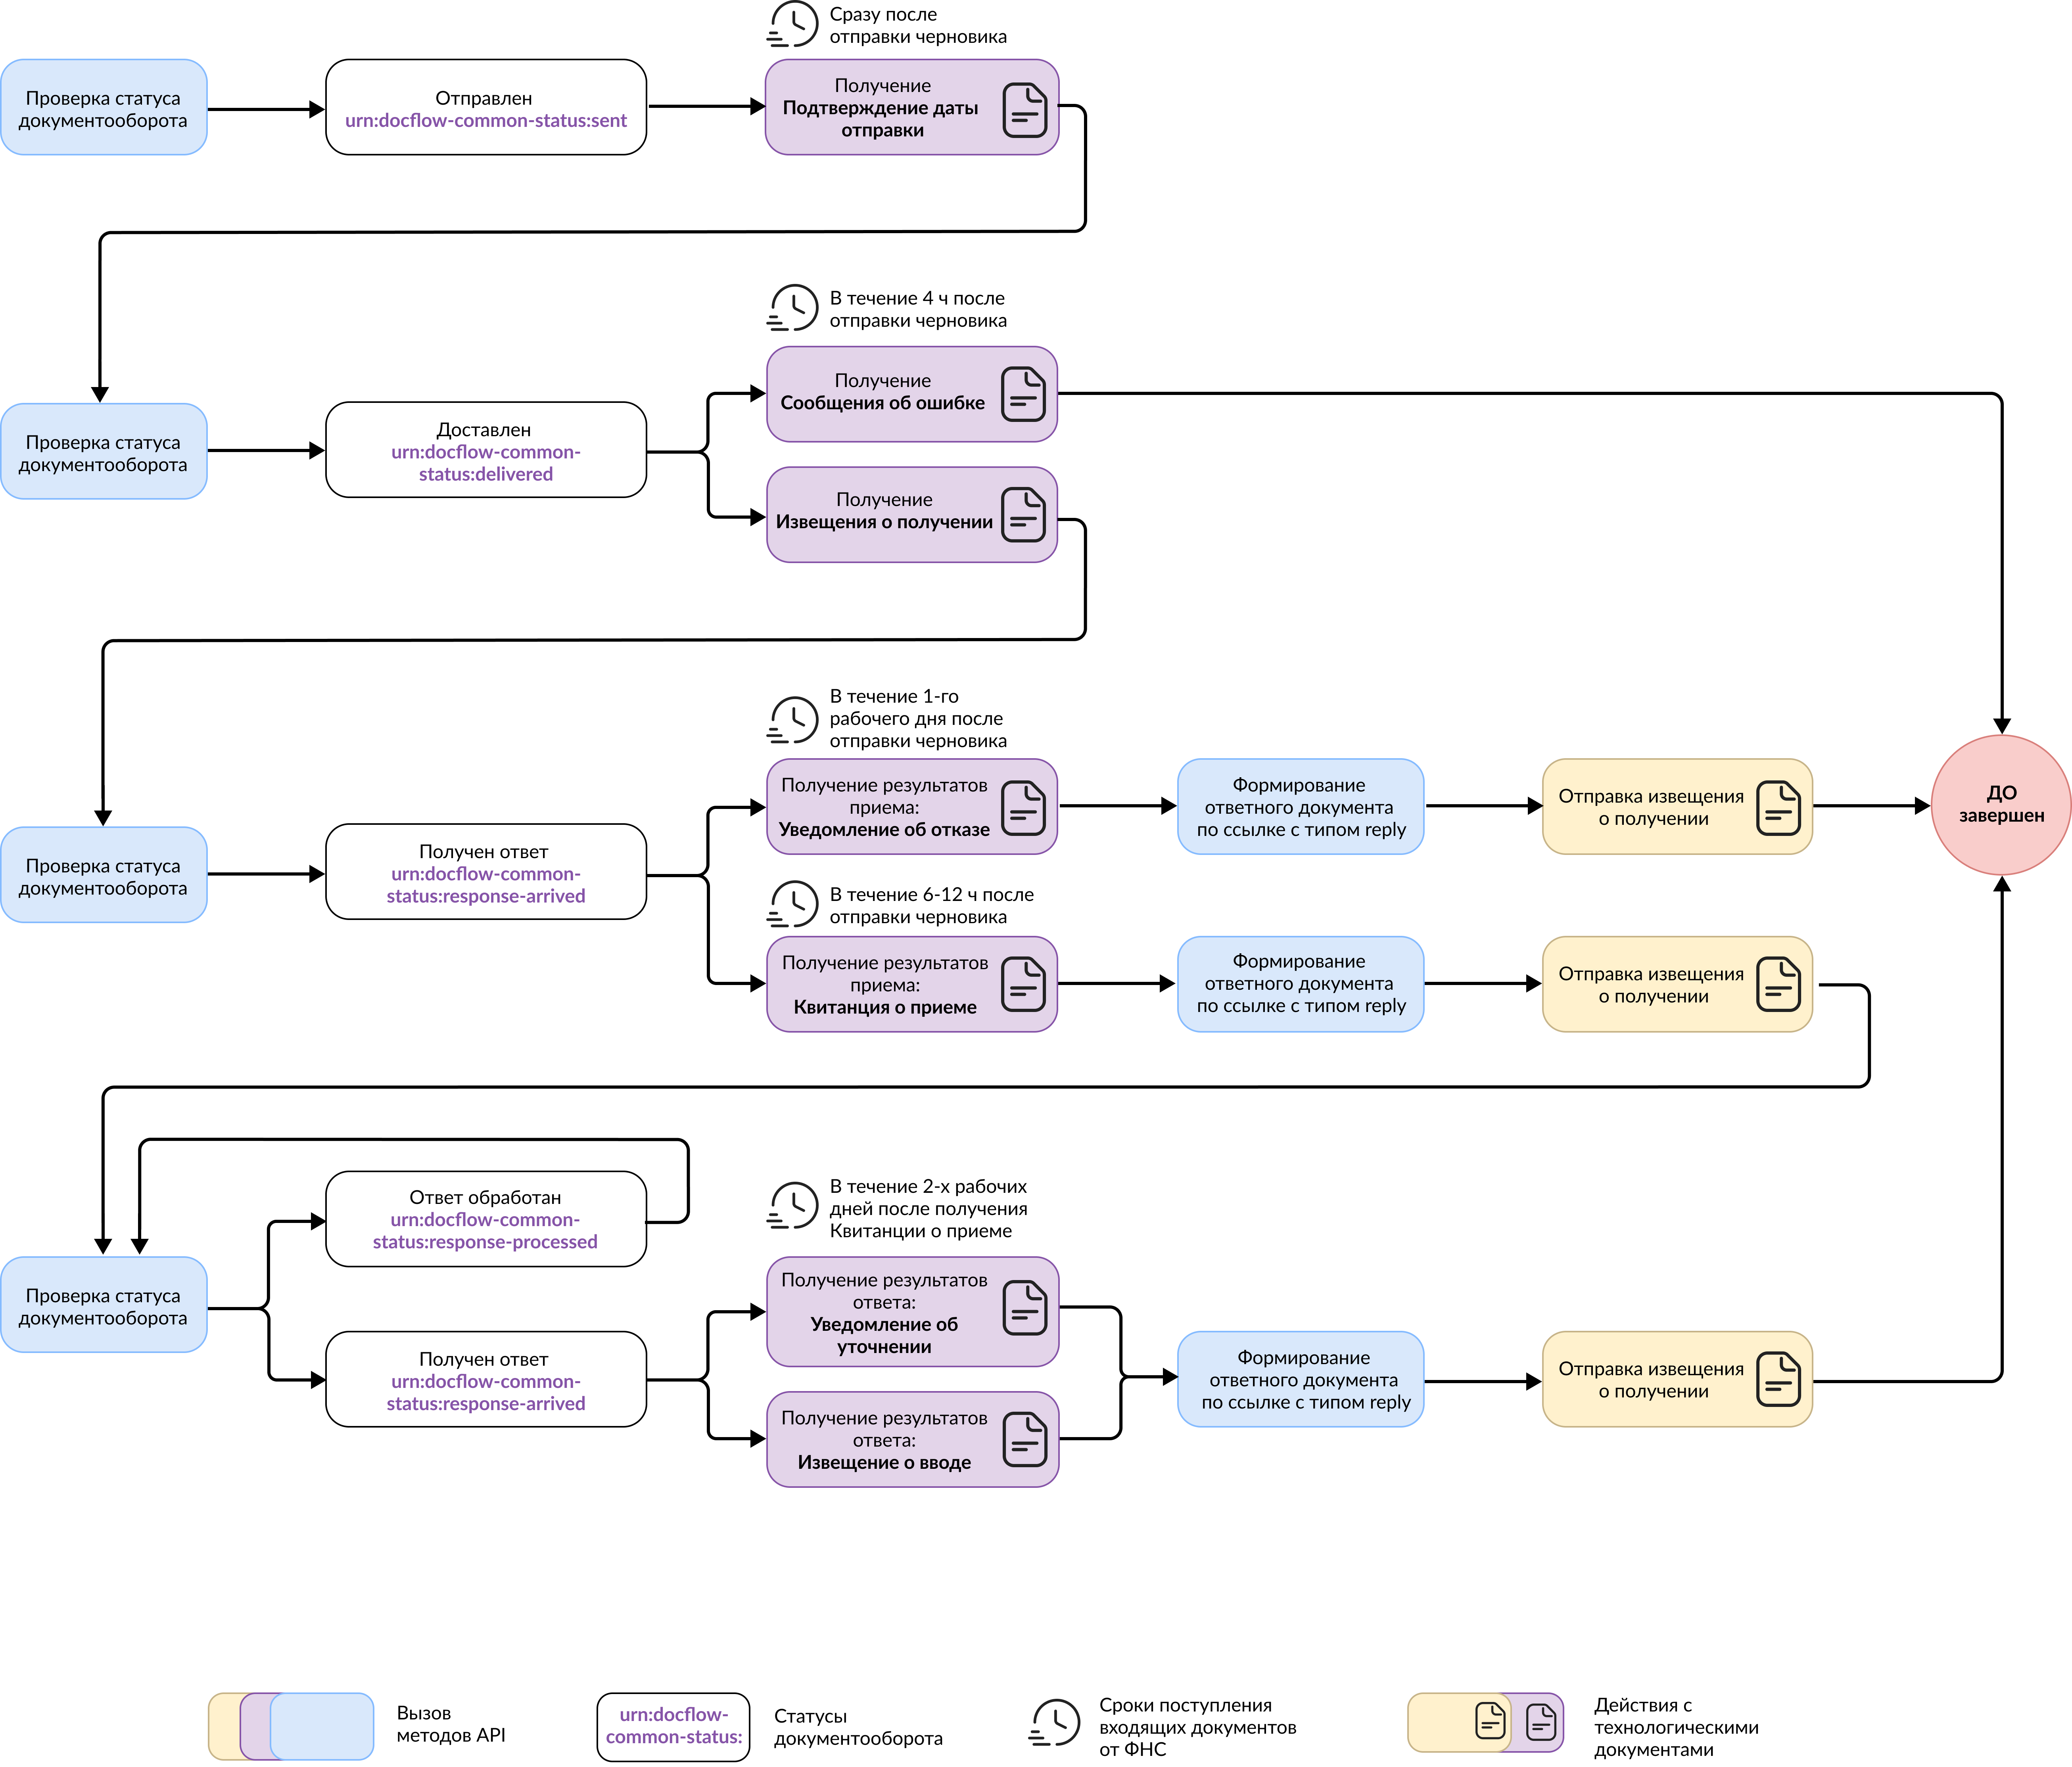 Сразу после
отправки черновика
Проверка статуса
документооборота
Отправлен
urn:docflow-common-status:sent
Получение
Подтверждение даты
отправки
В течение 4 ч после
отправки черновика
Проверка статуса
документооборота
Доставлен
urn:docflow-common-
status:delivered
Получение
Сообщения об ошибке
Получение
Извещения о получении
В течение 1-го
рабочего дня после
отправки черновика
Проверка статуса
документооборота
Получен ответ
urn:docflow-common-
status:response-arrived
Получение результатов
приема:
Уведомление об отказе
Формирование
ответного документа
по ссылке с типом reply
Отправка извещения
о получении
ДО
завершен
В течение 6-12 ч после
отправки черновика
Получение результатов
приема:
Квитанция о приеме
Формирование
ответного документа
по ссылке с типом reply
Отправка извещения
о получении
Проверка статуса
документооборота
Ответ обработан
urn:docflow-common-
status:response-processed
Получен ответ
urn:docflow-common-
status:response-arrived
В течение 2-х рабочих
дней после получения
Квитанции о приеме
Получение результатов
ответа:
Уведомление об
уточнении
Получение результатов
ответа:
Извещение о вводе
Формирование
ответного документа
по ссылке с типом reply
Отправка извещения
о получении
Вызов
методов API
urn:docflow-
common-status:
Статусы
документооборота
Сроки поступления
входящих документов
от ФНС
Действия с
технологическими
документами